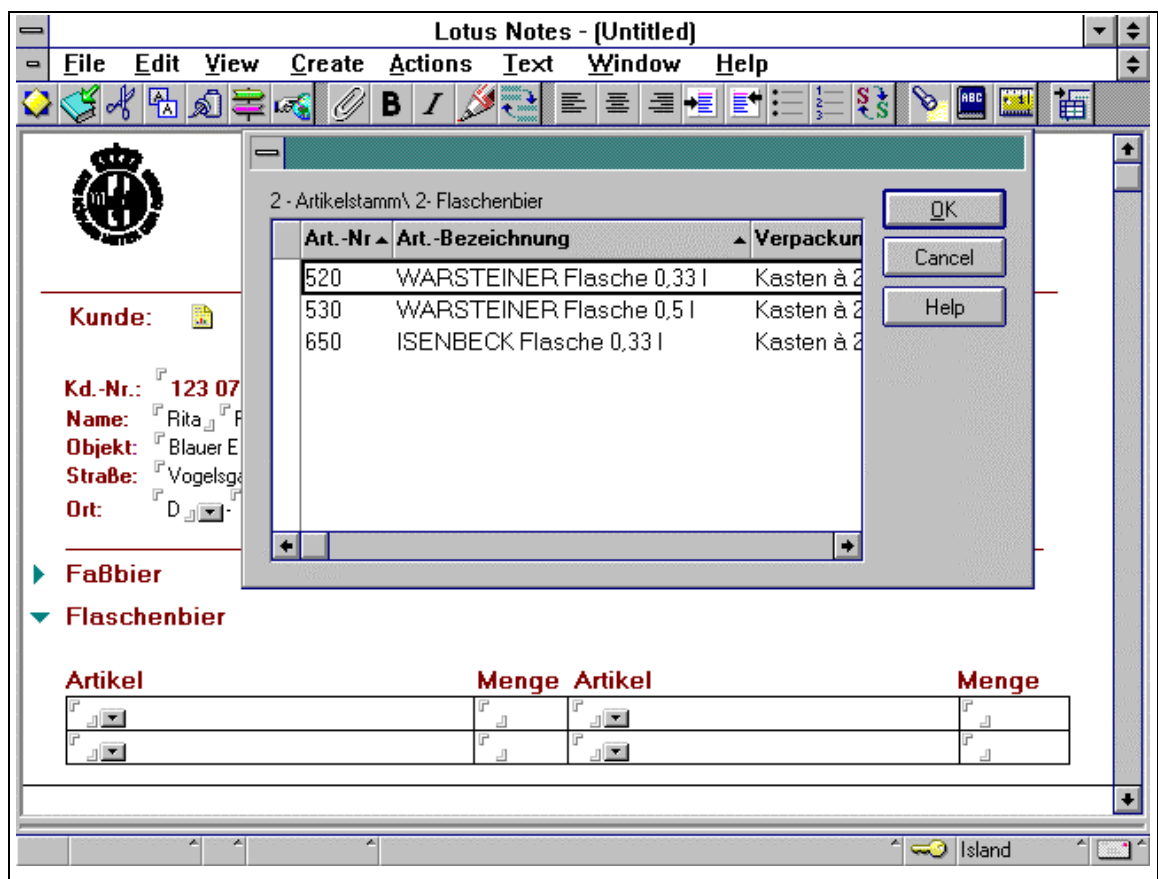 Lotus Notes - (Untitled)
File Edit View Create Actions Text Window Help
2 - Artikelstamm\ 2- Flaschenbier
Art.-Nr Art.-Bezeichnung Verpackun
520 WARSTEINER Flasche 0,33 l Kasten à 2
530 WARSTEINER Flasche 0,5 l Kasten à 2
650 ISENBECK Flasche 0,33 l Kasten à 2
OK
Cancel
Help
Kunde:
Kd.-Nr.: 123 07
Name: Rita
Objekt: Blauer E
Straße: Vogelsga
Ort: D -
Faßbier
Flaschenbier
Artikel Menge Artikel Menge
Island